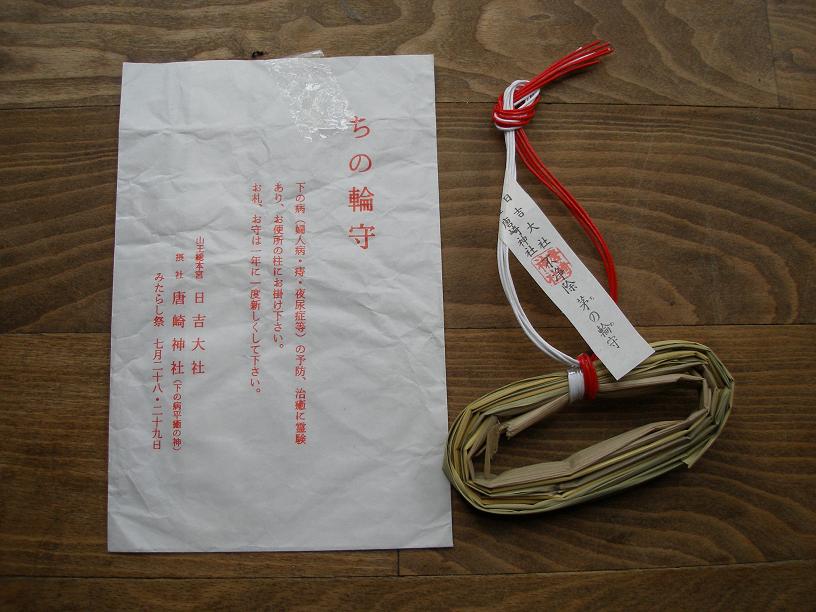 ちの輪守
下の病（婦人病・痔・夜尿症等）の予防、治癒に霊験
あり、お便所の柱にお掛け下さい。
お札、お守は一年に一度新しくして下さい。
山王総本宮 日吉大社
摂社 唐崎神社（下の病平癒の神）
みたらし祭 七月二十八・二十九日
日吉大社
唐崎神社
不浄除 茅の輪守